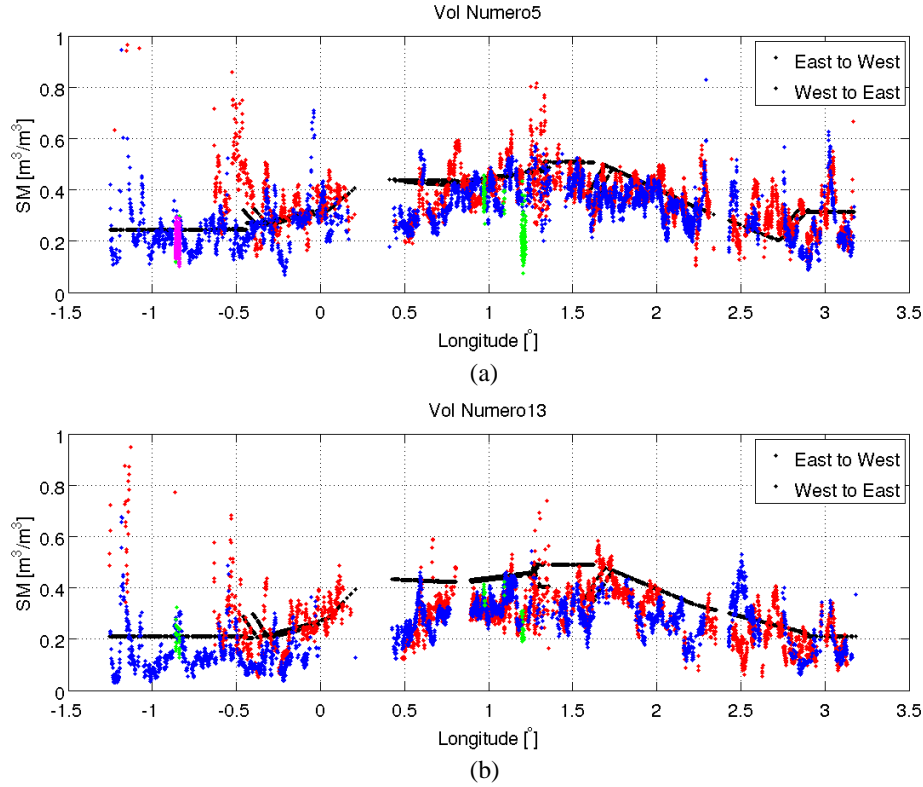 Vol Numero5
East to West
West to East
SM [m³/m³]
1
0.8
0.6
0.4
0.2
0
-1.5 -1 -0.5 0 0.5 1 1.5 2 2.5 3 3.5
Longitude [°]
(a)
Vol Numero13
East to West
West to East
SM [m³/m³]
1
0.8
0.6
0.4
0.2
0
-1.5 -1 -0.5 0 0.5 1 1.5 2 2.5 3 3.5
Longitude [°]
(b)